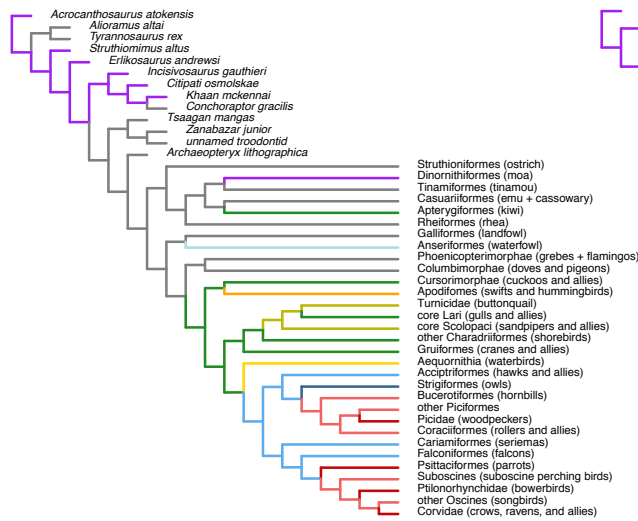 Acrocanthosaurus atokensis
Alioramus altai
Tyrannosaurus rex
Struthiomimus altus
Erlikosaurus andrewsi
Incisivosaurus gauthieri
Citipati osmolskae
Khaan mckennai
Conchoraptor gracilis
Tsaagan mangas
Zanabazar junior
unnamed troodontid
Archaeopteryx lithographica
Struthioniformes (ostrich)
Dinornithiformes (moa)
Tinamiformes (tinamou)
Casuariiformes (emu + cassowary)
Apterygiformes (kiwi)
Rheiformes (rhea)
Galliformes (landfowl)
Anseriformes (waterfowl)
Phoenicopterimorphae (grebes + flamingos)
Columbimorphae (doves and pigeons)
Cursorimorphae (cuckoos and allies)
Apodifomes (swifts and hummingbirds)
Turnicidae (buttonquail)
core Lari (gulls and allies)
core Scolopaci (sandpipers and allies)
other Charadriiformes (shorebirds)
Gruiformes (cranes and allies)
Aequornithia (waterbirds)
Acciptriformes (hawks and allies)
Strigiformes (owls)
Bucerotiformes (hornbills)
other Piciformes
Picidae (woodpeckers)
Coraciiformes (rollers and allies)
Cariamiformes (seriemas)
Falconiformes (falcons)
Psittaciformes (parrots)
Suboscines (suboscine perching birds)
Ptilonorhynchidae (bowerbirds)
other Oscines (songbirds)
Corvidae (crows, ravens, and allies)